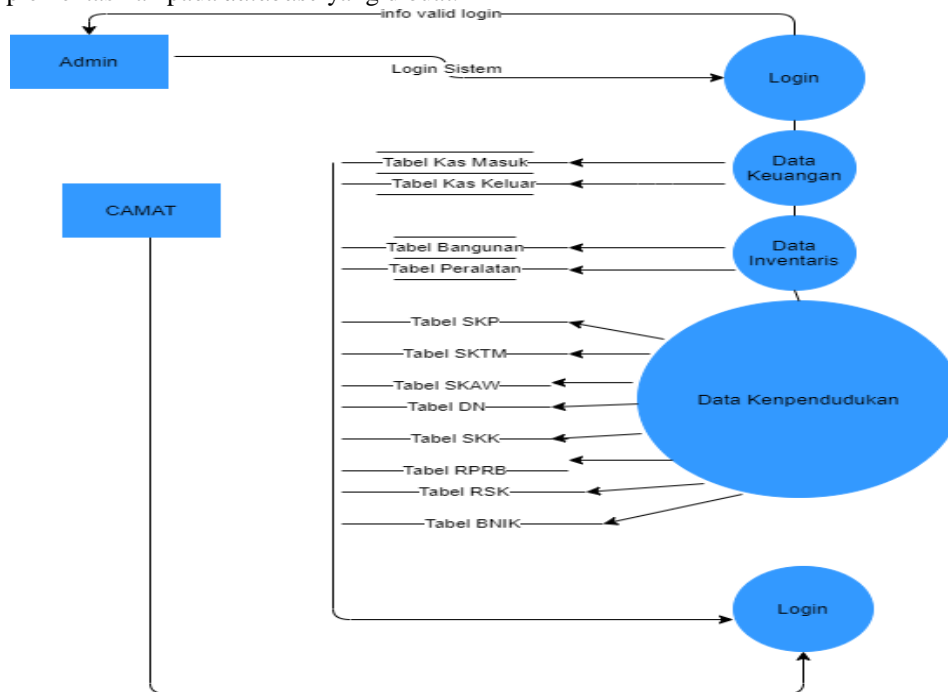 info valid login
Admin
Login Sistem
Login
Tabel Kas Masuk
Tabel Kas Keluar
Data
Keuangan
CAMAT
Tabel Bangunan
Tabel Peralatan
Data
Inventaris
Tabel SKP
Tabel SKTM
Tabel SKAW
Tabel DN
Tabel SKK
Tabel RPRB
Tabel RSK
Tabel BNIK
Data Kenpendudukan
Login